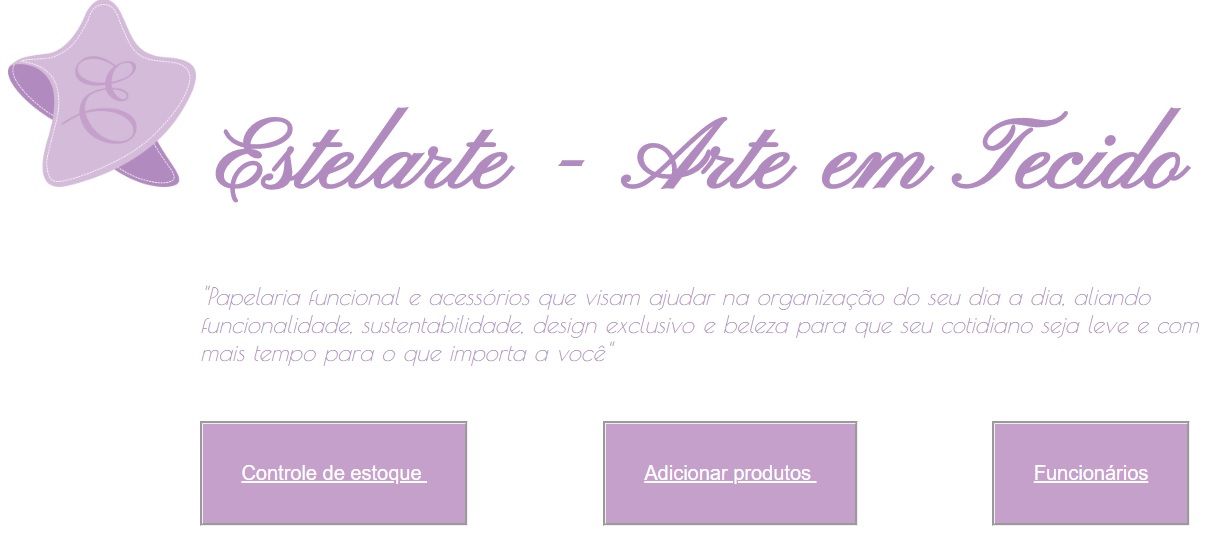 E
Estelarte - Arte em Tecido
"Papelaria funcional e acessórios que visam ajudar na organização do seu dia a dia, aliando
funcionalidade, sustentabilidade, design exclusivo e beleza para que seu cotidiano seja leve e com
mais tempo para o que importa a você"
Controle de estoque
Adicionar produtos
Funcionários